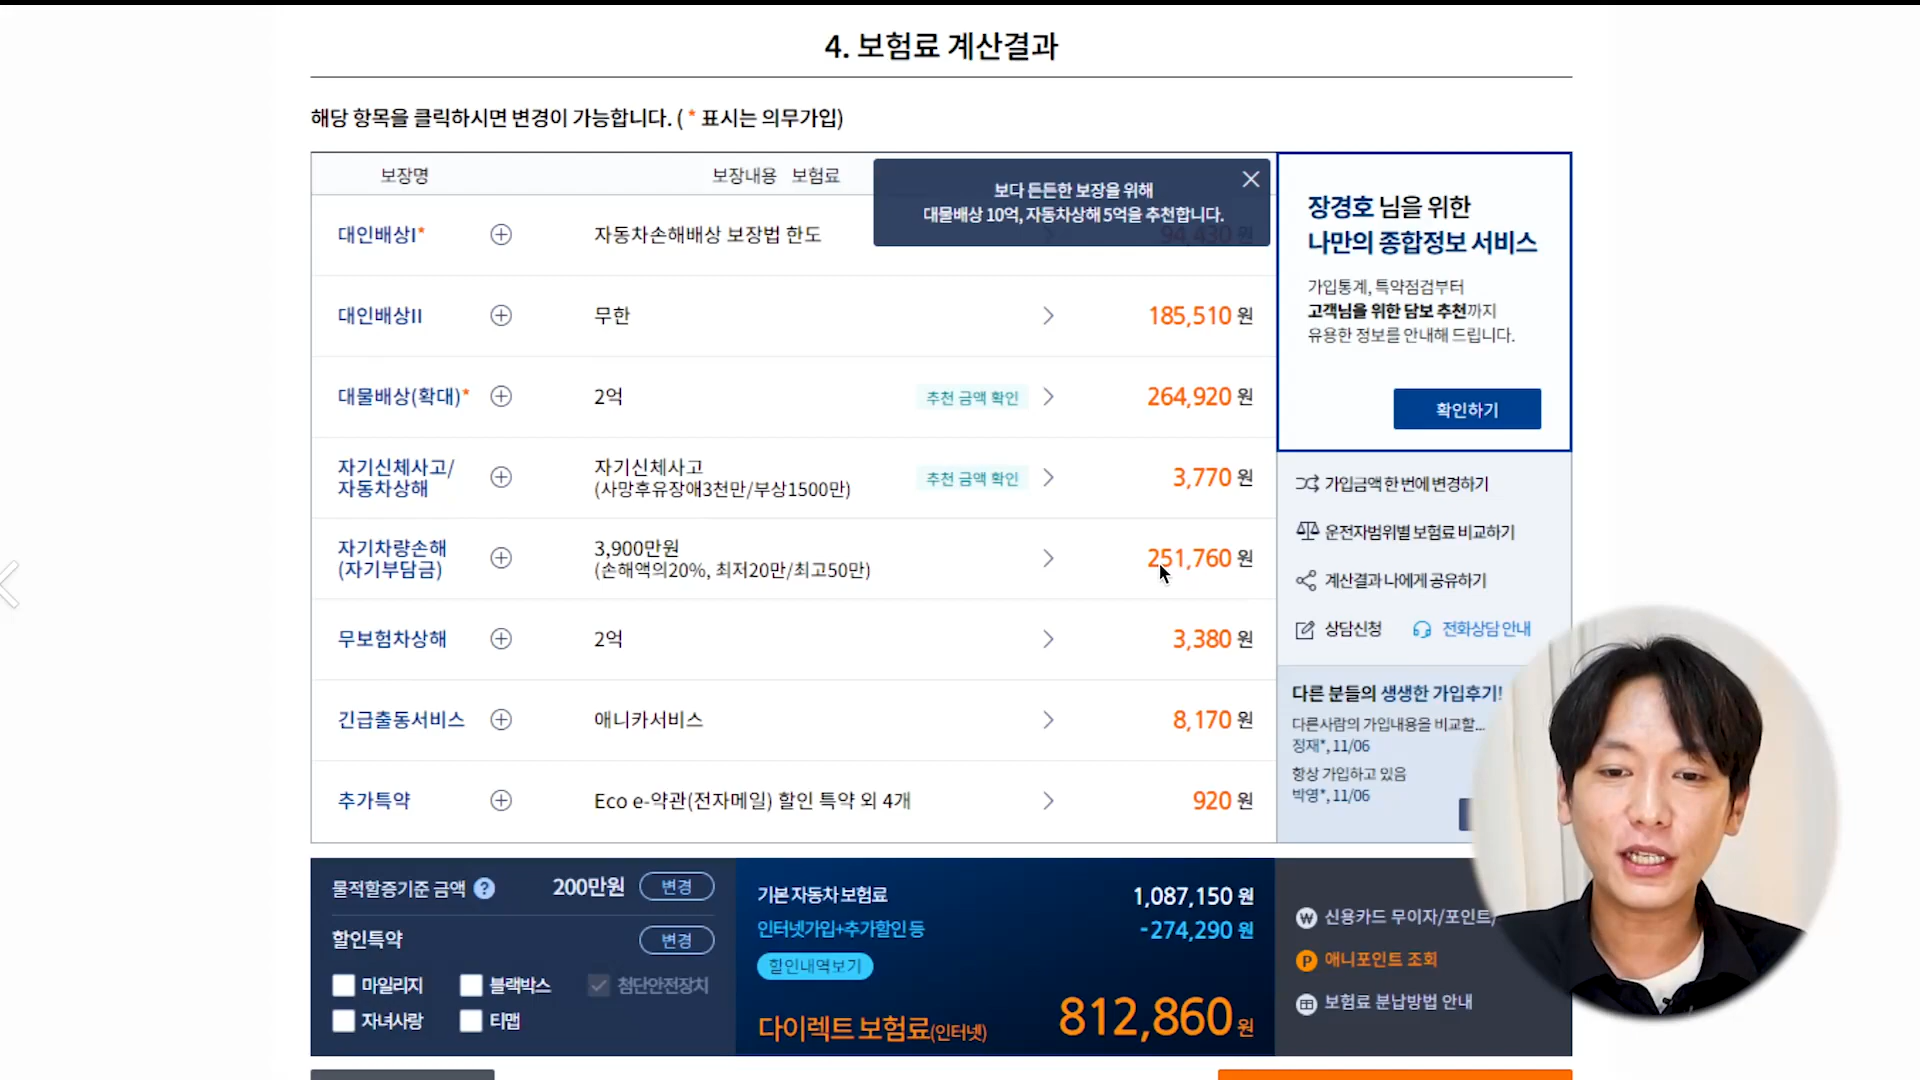 4. 보험료 계산결과
해당 항목을 클릭하시면 변경이 가능합니다. ( * 표시는 의무가입)
보장명 보장내용 보험료
보다 든든한 보장을 위해
대물배상 10억, 자동차상해 5억을 추천합니다.
대인배상I* 자동차손해배상 보장법 한도 94,430 원
대인배상II 무한 185,510 원
대물배상(확대)* 2억 추천 금액 확인 264,920 원
자기신체사고/
자동차상해
자기신체사고
(사망후유장애3천만/부상1500만)
추천 금액 확인 3,770 원
자기차량손해
(자기부담금)
3,900만원
(손해액의20%, 최저20만/최고50만)
251,760 원
무보험차상해 2억 3,380 원
긴급출동서비스 애니카서비스 8,170 원
추가특약 Eco e-약관(전자메일) 할인 특약 외 4개 920 원
장경호 님을 위한
나만의 종합정보 서비스
가입통계, 특약점검부터
고객님을 위한 담보 추천까지
유용한 정보를 안내해 드립니다.
확인하기
가입금액 한 번에 변경하기
운전자범위별 보험료 비교하기
계산결과 나에게 공유하기
상담신청 전화상담 안내
다른 분들의 생생한 가입후기!
다른사람의 가입내용을 비교할...
정재*, 11/06
항상 가입하고 있음
박영*, 11/06
물적할증기준 금액 ? 200만원 변경
할인특약 변경
마일리지 블랙박스 첨단안전장치
자녀사랑 티맵
기본 자동차 보험료 1,087,150 원
인터넷가입+추가할인 등 -274,290 원
할인내역보기
다이렉트 보험료(인터넷) 812,860 원
신용카드 무이자/포인트
애니포인트 조회
보험료 분납방법 안내